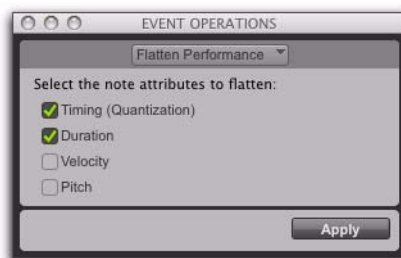 EVENT OPERATIONS
Flatten Performance
Select the note attributes to flatten:
Timing (Quantization)
Duration
Velocity
Pitch
Apply